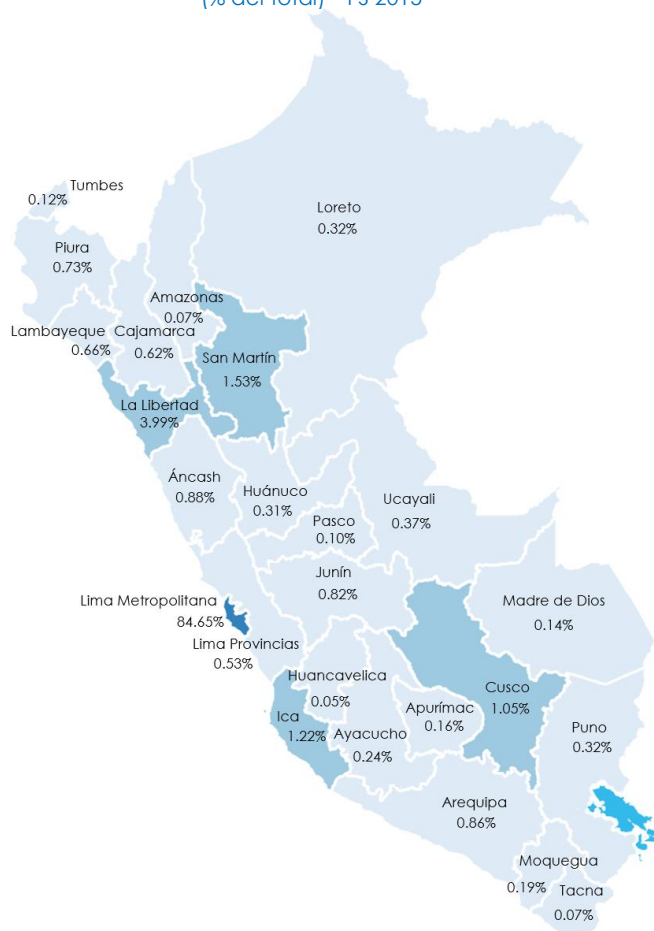 (% del total) - TS 2015
Tumbes
0.12%
Loreto
0.32%
Piura
0.73%
Amazonas
0.07%
Lambayeque
0.66%
Cajamarca
0.62%
San Martín
1.53%
La Libertad
3.99%
Áncash
0.88%
Huánuco
0.31%
Ucayali
0.37%
Pasco
0.10%
Junín
0.82%
Lima Metropolitana
84.65%
Madre de Dios
0.14%
Lima Provincias
0.53%
Huancavelica
0.05%
Cusco
1.05%
Ica
1.22%
Apurímac
0.16%
Ayacucho
0.24%
Puno
0.32%
Arequipa
0.86%
Moquegua
0.19%
Tacna
0.07%